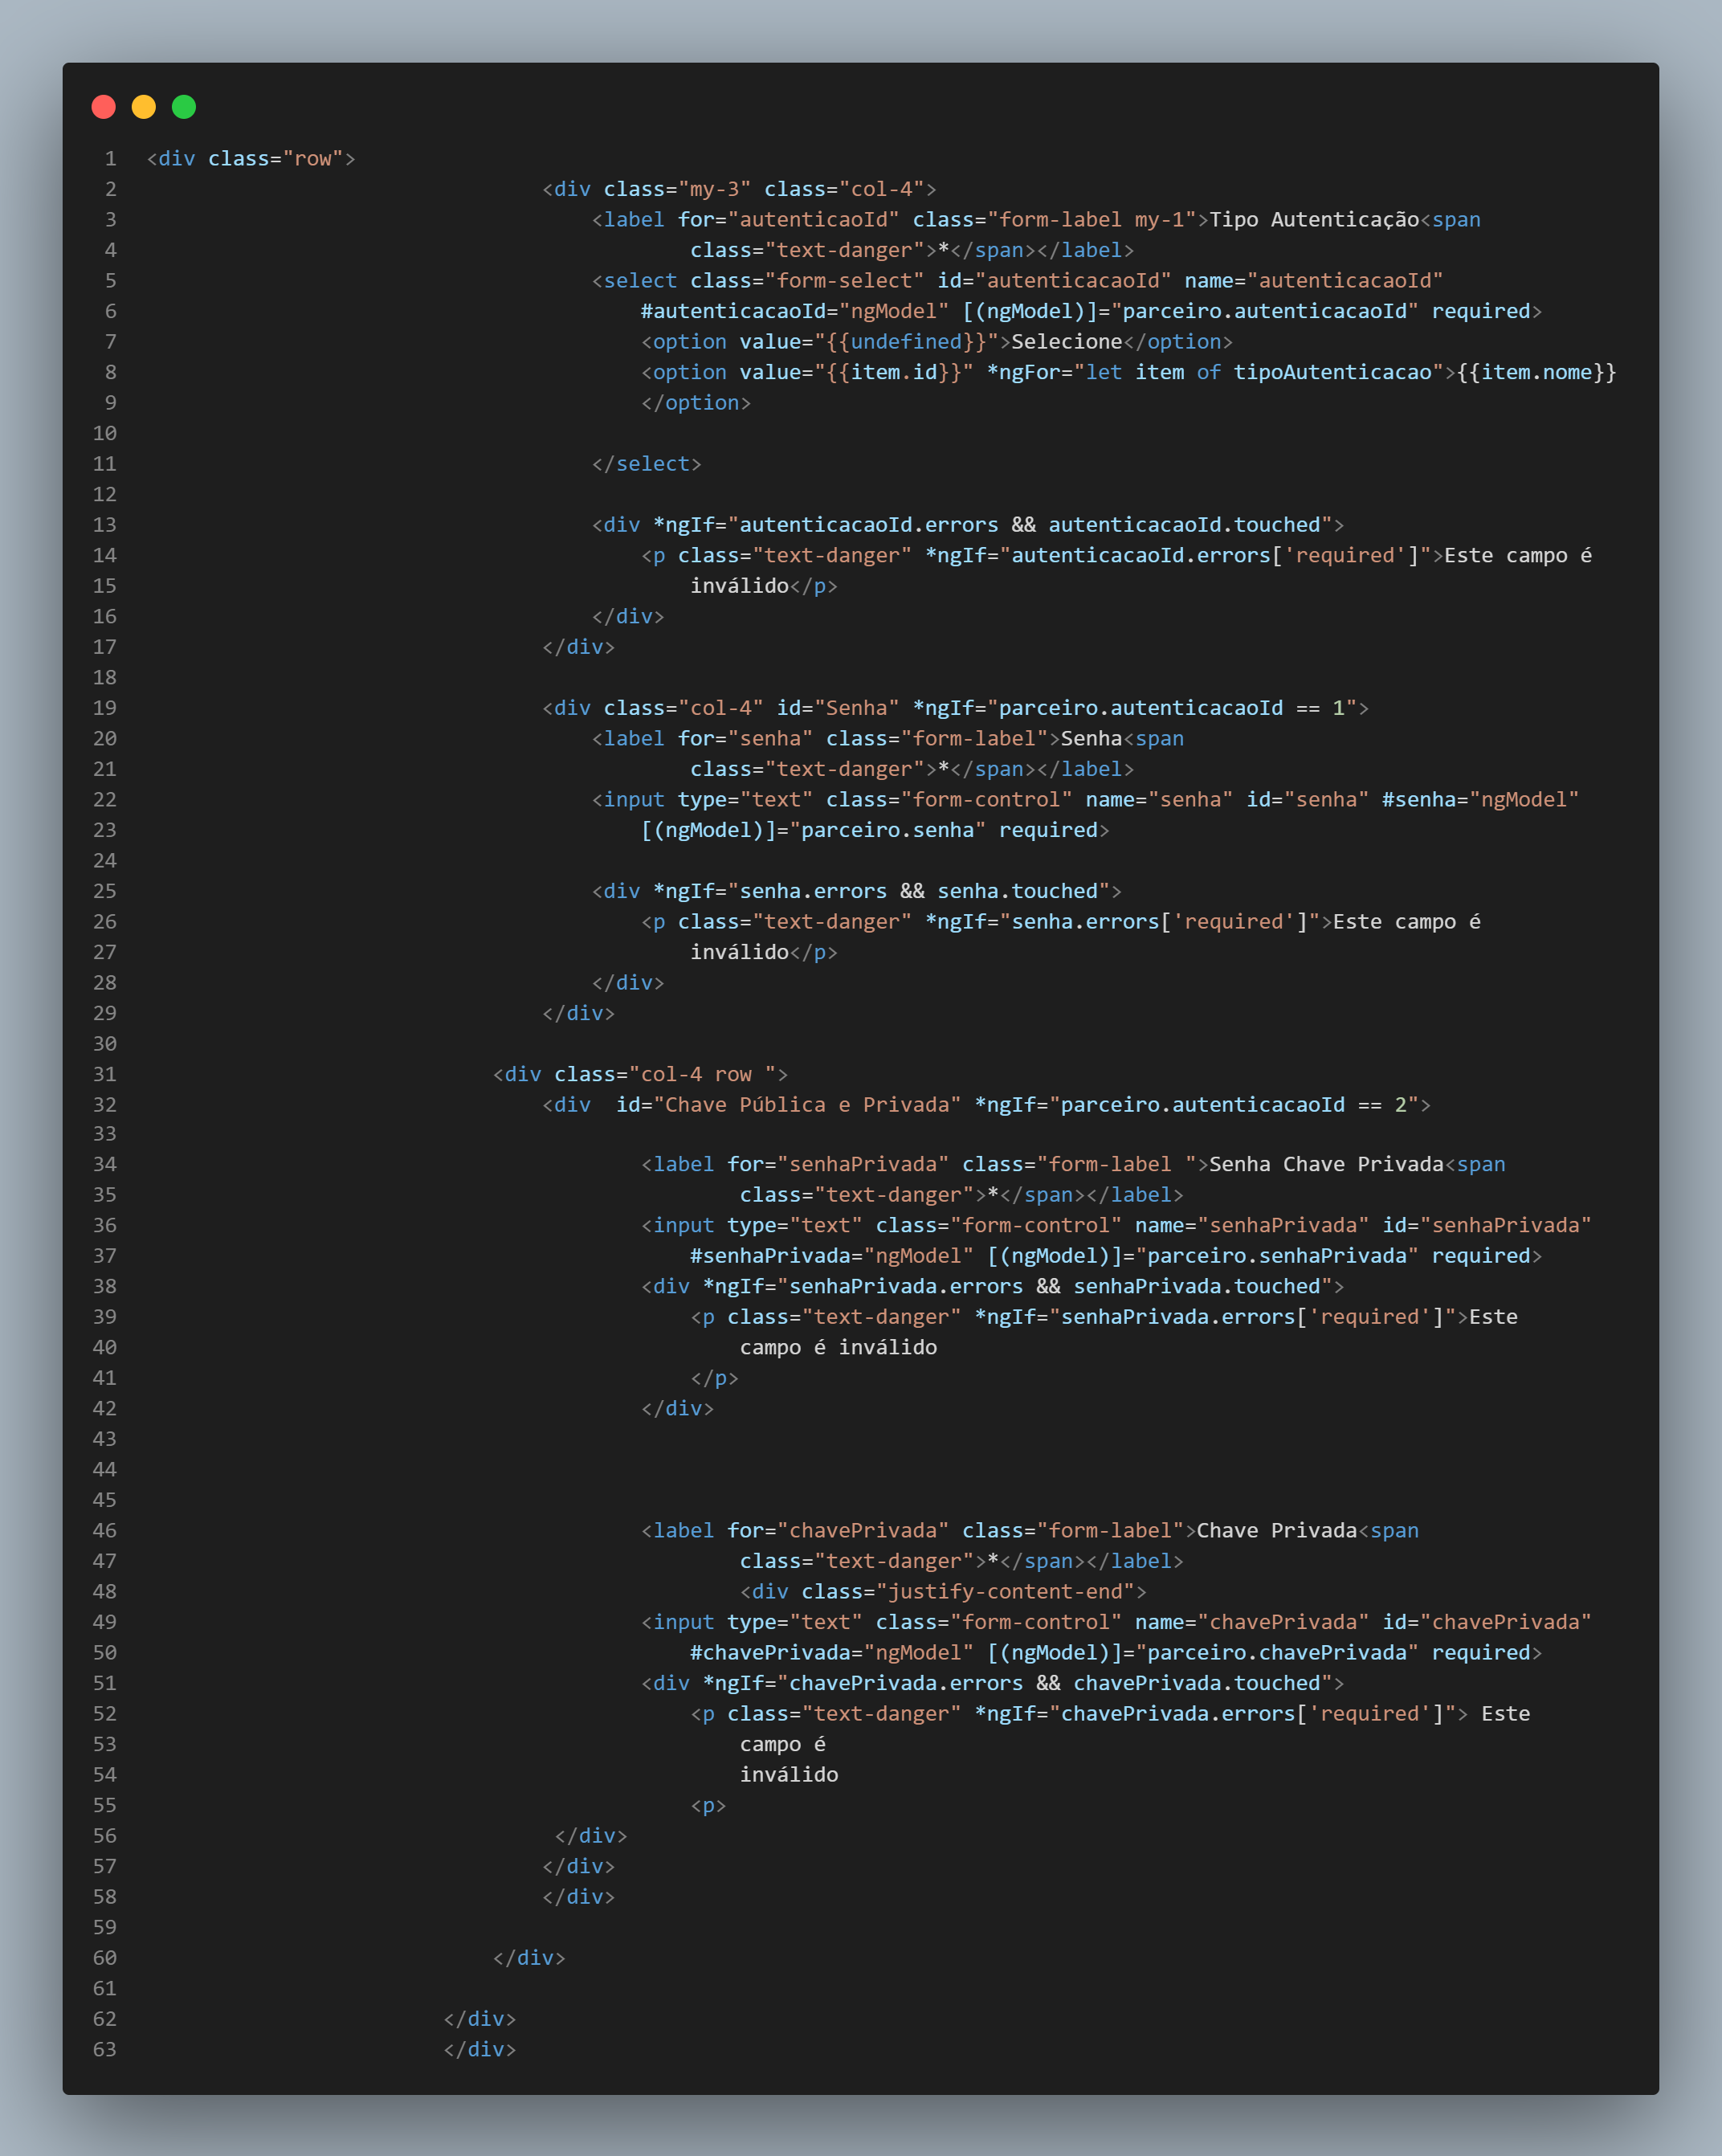 1 <div class="row">
2 <div class="my-3" class="col-4">
3 <label for="autenticaoId" class="form-label my-1">Tipo Autenticação<span
4 class="text-danger">*</span></label>
5 <select class="form-select" id="autenticacaoId" name="autenticacaoId"
6 #autenticacaoId="ngModel" [(ngModel)]="parceiro.autenticacaoId" required>
7 <option value="{{undefined}}">Selecione</option>
8 <option value="{{item.id}}" *ngFor="let item of tipoAutenticacao">{{item.nome}}
9 </option>
10
11 </select>
12
13 <div *ngIf="autenticacaoId.errors && autenticacaoId.touched">
14 <p class="text-danger" *ngIf="autenticacaoId.errors['required']">Este campo é
15 inválido</p>
16 </div>
17 </div>
18
19 <div class="col-4" id="Senha" *ngIf="parceiro.autenticacaoId == 1">
20 <label for="senha" class="form-label">Senha<span
21 class="text-danger">*</span></label>
22 <input type="text" class="form-control" name="senha" id="senha" #senha="ngModel"
23 [(ngModel)]="parceiro.senha" required>
24
25 <div *ngIf="senha.errors && senha.touched">
26 <p class="text-danger" *ngIf="senha.errors['required']">Este campo é
27 inválido</p>
28 </div>
29 </div>
30
31 <div class="col-4 row ">
32 <div  id="Chave Pública e Privada" *ngIf="parceiro.autenticacaoId == 2">
33
34 <label for="senhaPrivada" class="form-label ">Senha Chave Privada<span
35 class="text-danger">*</span></label>
36 <input type="text" class="form-control" name="senhaPrivada" id="senhaPrivada"
37 #senhaPrivada="ngModel" [(ngModel)]="parceiro.senhaPrivada" required>
38 <div *ngIf="senhaPrivada.errors && senhaPrivada.touched">
39 <p class="text-danger" *ngIf="senhaPrivada.errors['required']">Este
40 campo é inválido
41 </p>
42 </div>
43
44
45
46 <label for="chavePrivada" class="form-label">Chave Privada<span
47 class="text-danger">*</span></label>
48 <div class="justify-content-end">
49 <input type="text" class="form-control" name="chavePrivada" id="chavePrivada"
50 #chavePrivada="ngModel" [(ngModel)]="parceiro.chavePrivada" required>
51 <div *ngIf="chavePrivada.errors && chavePrivada.touched">
52 <p class="text-danger" *ngIf="chavePrivada.errors['required']"> Este
53 campo é
54 inválido
55 <p>
56 </div>
57 </div>
58 </div>
59
60 </div>
61
62 </div>
63 </div>